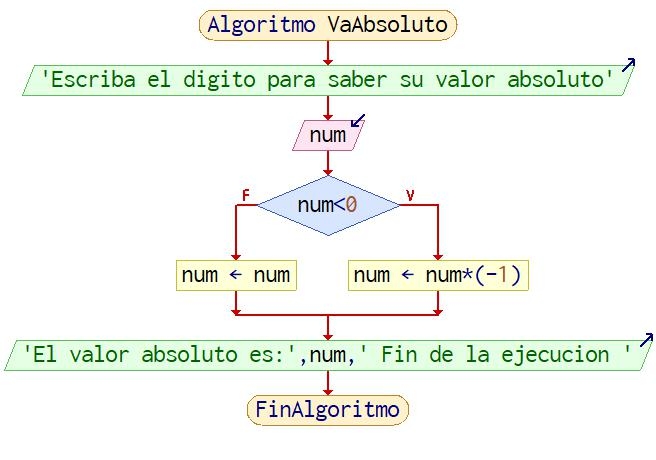 Algoritmo VaAbsoluto
'Escriba el digito para saber su valor absoluto'
num
num<0
F
V
num ← num
num ← num*(-1)
'El valor absoluto es:',num,' Fin de la ejecucion '
FinAlgoritmo